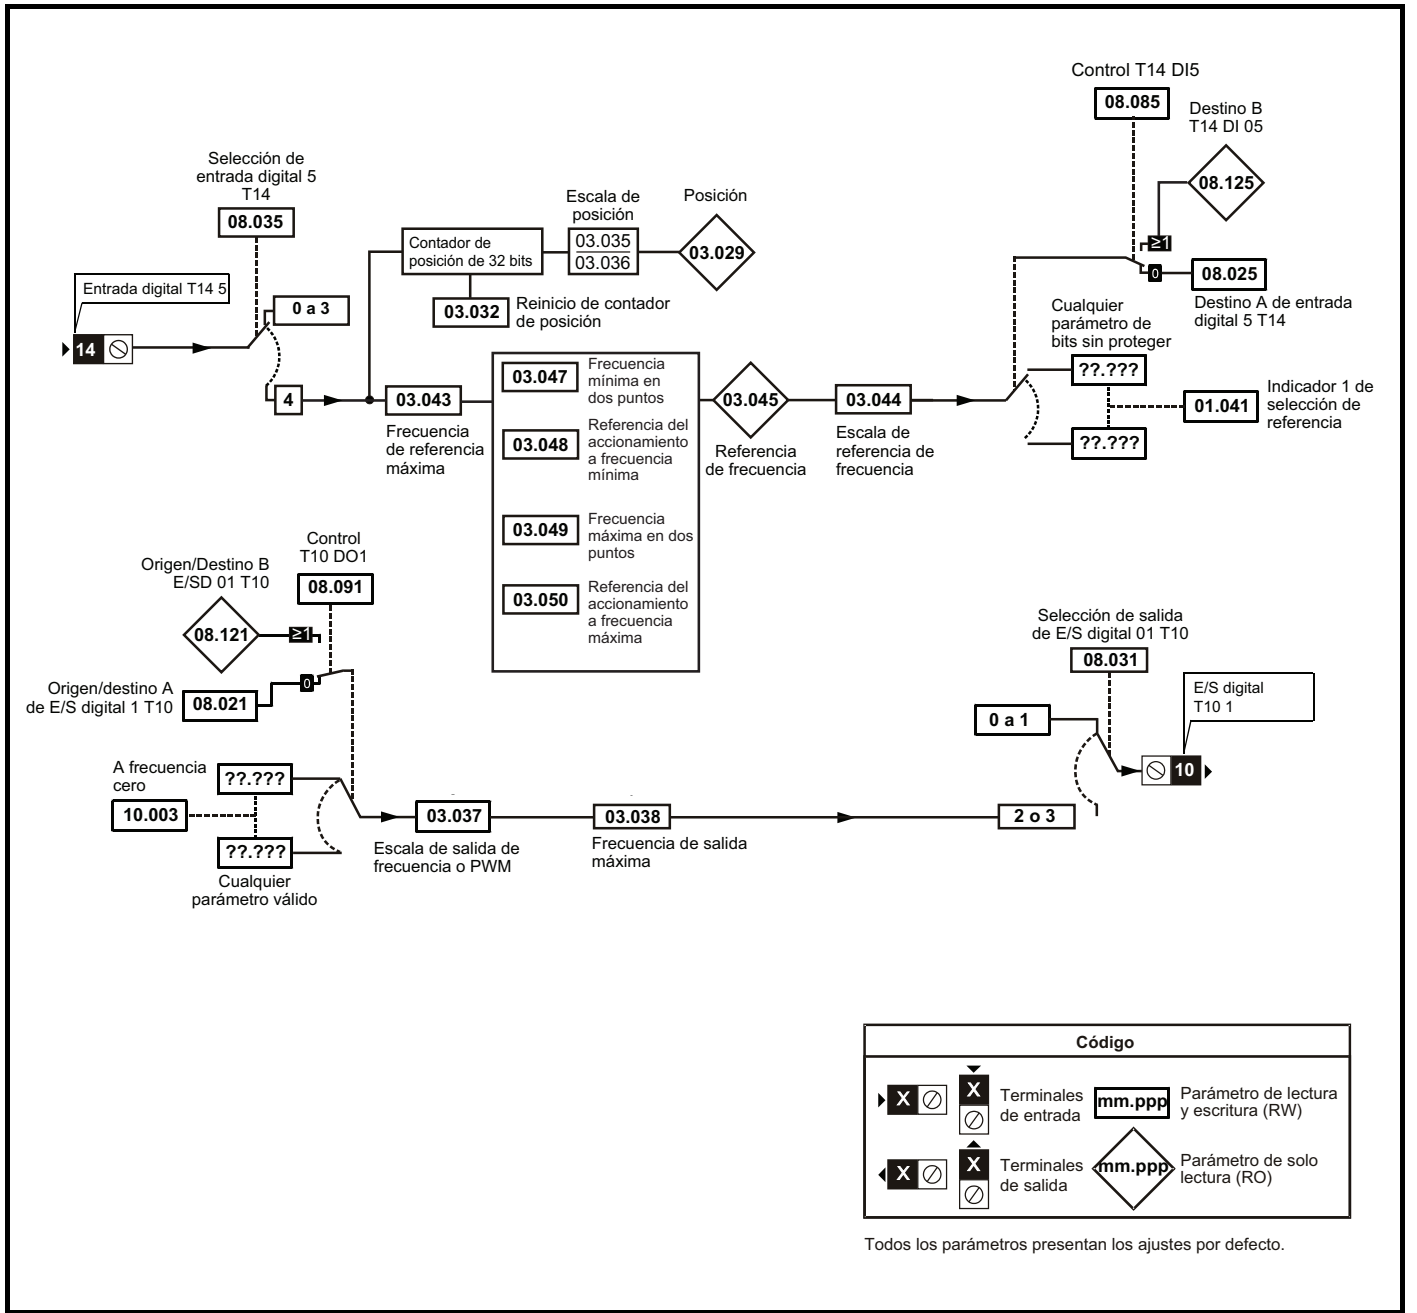 Control T14 DI5
08.085
Destino B
T14 DI 05
08.125
≥1
0
08.025
Destino A de entrada
digital 5 T14
Selección de
entrada digital 5
T14
08.035
Entrada digital T14 5
14
0 a 3
4
Contador de
posición de 32 bits
03.032
Reinicio de contador
de posición
Escala de
posición
03.035
03.036
Posición
03.029
03.043
Frecuencia
de referencia
máxima
03.047
Frecuencia
mínima en
dos puntos
03.048
Referencia del
accionamiento
a frecuencia
mínima
03.049
Frecuencia
máxima en dos
puntos
03.050
Referencia del
accionamiento
a frecuencia
máxima
03.045
Referencia
de frecuencia
03.044
Escala de
referencia de
frecuencia
Cualquier
parámetro de
bits sin proteger
??.???
??.???
01.041
Indicador 1 de
selección de
referencia
Control
T10 DO1
08.091
Origen/Destino B
E/SD 01 T10
08.121
≥1
0
Origen/destino A
de E/S digital 1 T10
08.021
A frecuencia
cero
10.003
??.???
??.???
Cualquier
parámetro válido
03.037
Escala de salida de
frecuencia o PWM
03.038
Frecuencia de salida
máxima
Selección de salida
de E/S digital 01 T10
08.031
0 a 1
2 o 3
E/S digital
T10 1
10
Código
X
X
Terminales
de entrada
mm.ppp
Parámetro de lectura
y escritura (RW)
X
X
Terminales
de salida
mm.ppp
Parámetro de solo
lectura (RO)
Todos los parámetros presentan los ajustes por defecto.